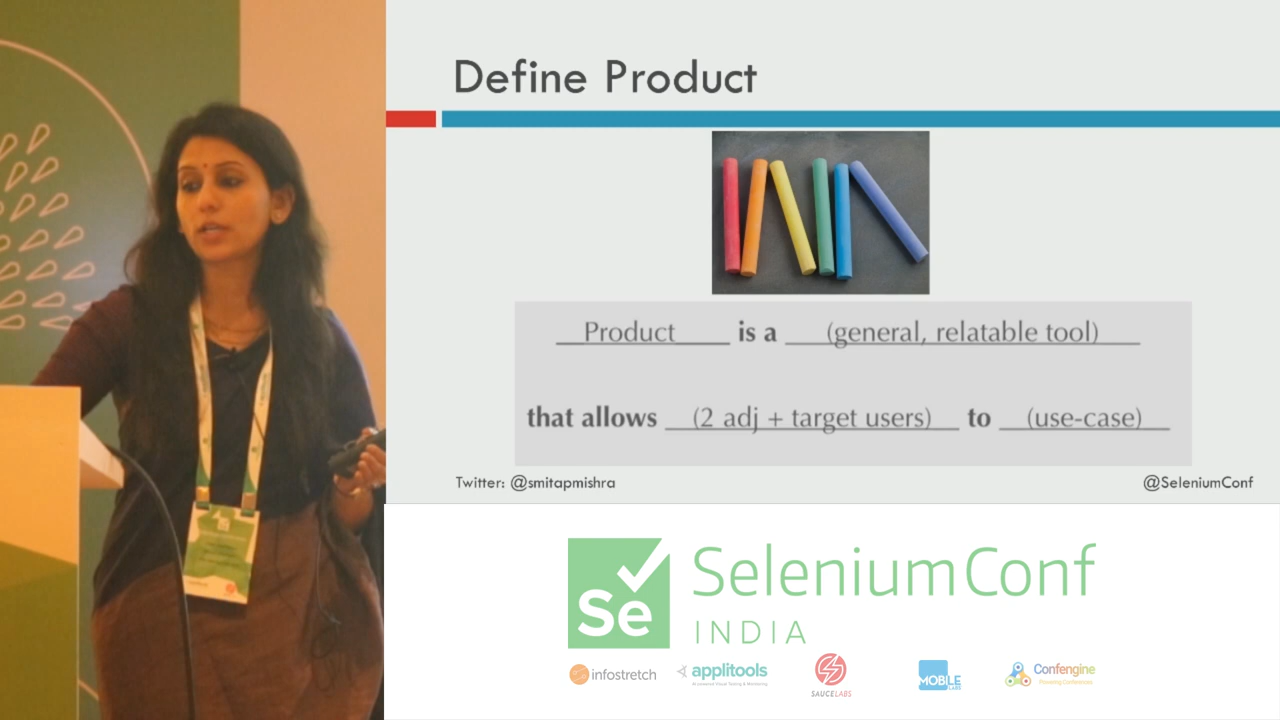 Define Product
Product is a (general, relatable tool)
that allows (2 adj + target users) to (use-case)
Twitter: @smitapmishra
@SeleniumConf
Se
SeleniumConf
INDIA
infostretch
applitools
SAUCELABS
MOBILE
LABS
Confengine